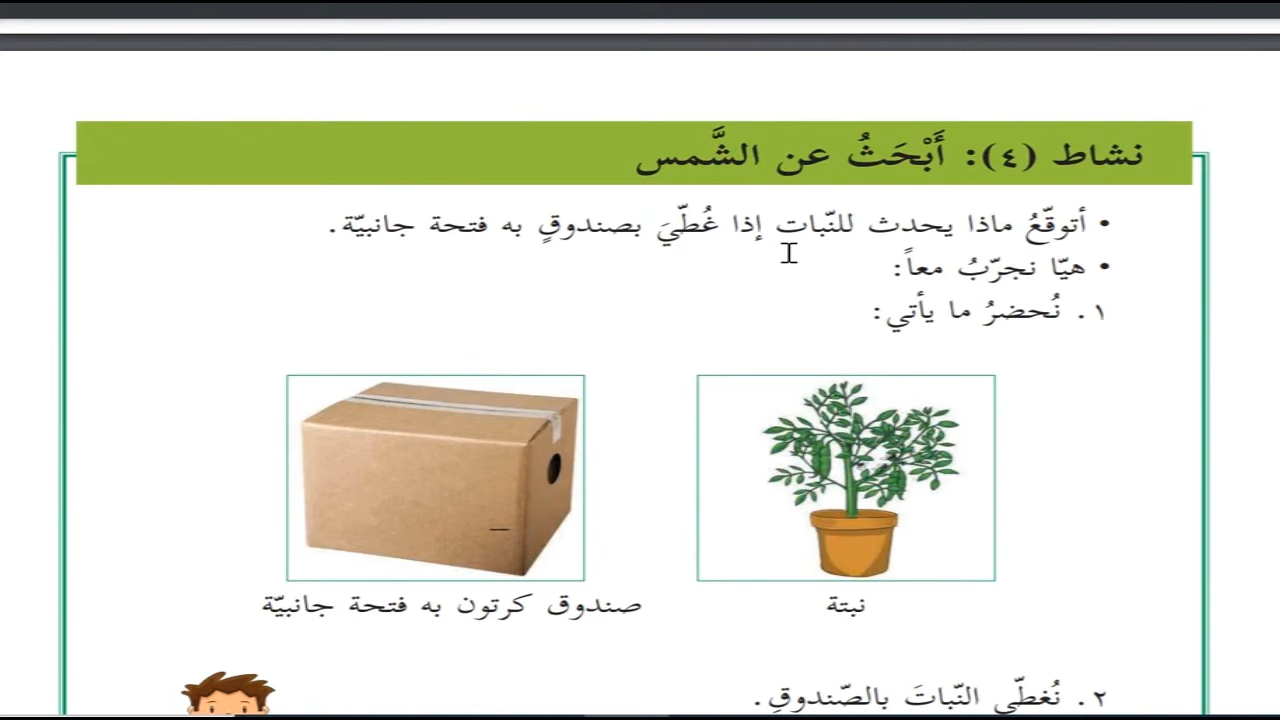 نشاط (٤): أَبْحَثُ عن الشَّمس
• أتوقّعُ ماذا يحدث للنّبات إذا غُطّيَ بصندوقٍ به فتحة جانبيّة.
• هيّا نجرّبُ معاً:
١. نُحضرُ ما يأتي:
نبتة
صندوق كرتون به فتحة جانبيّة
٢. نُغطّي النّباتَ بالصّندوقِ.